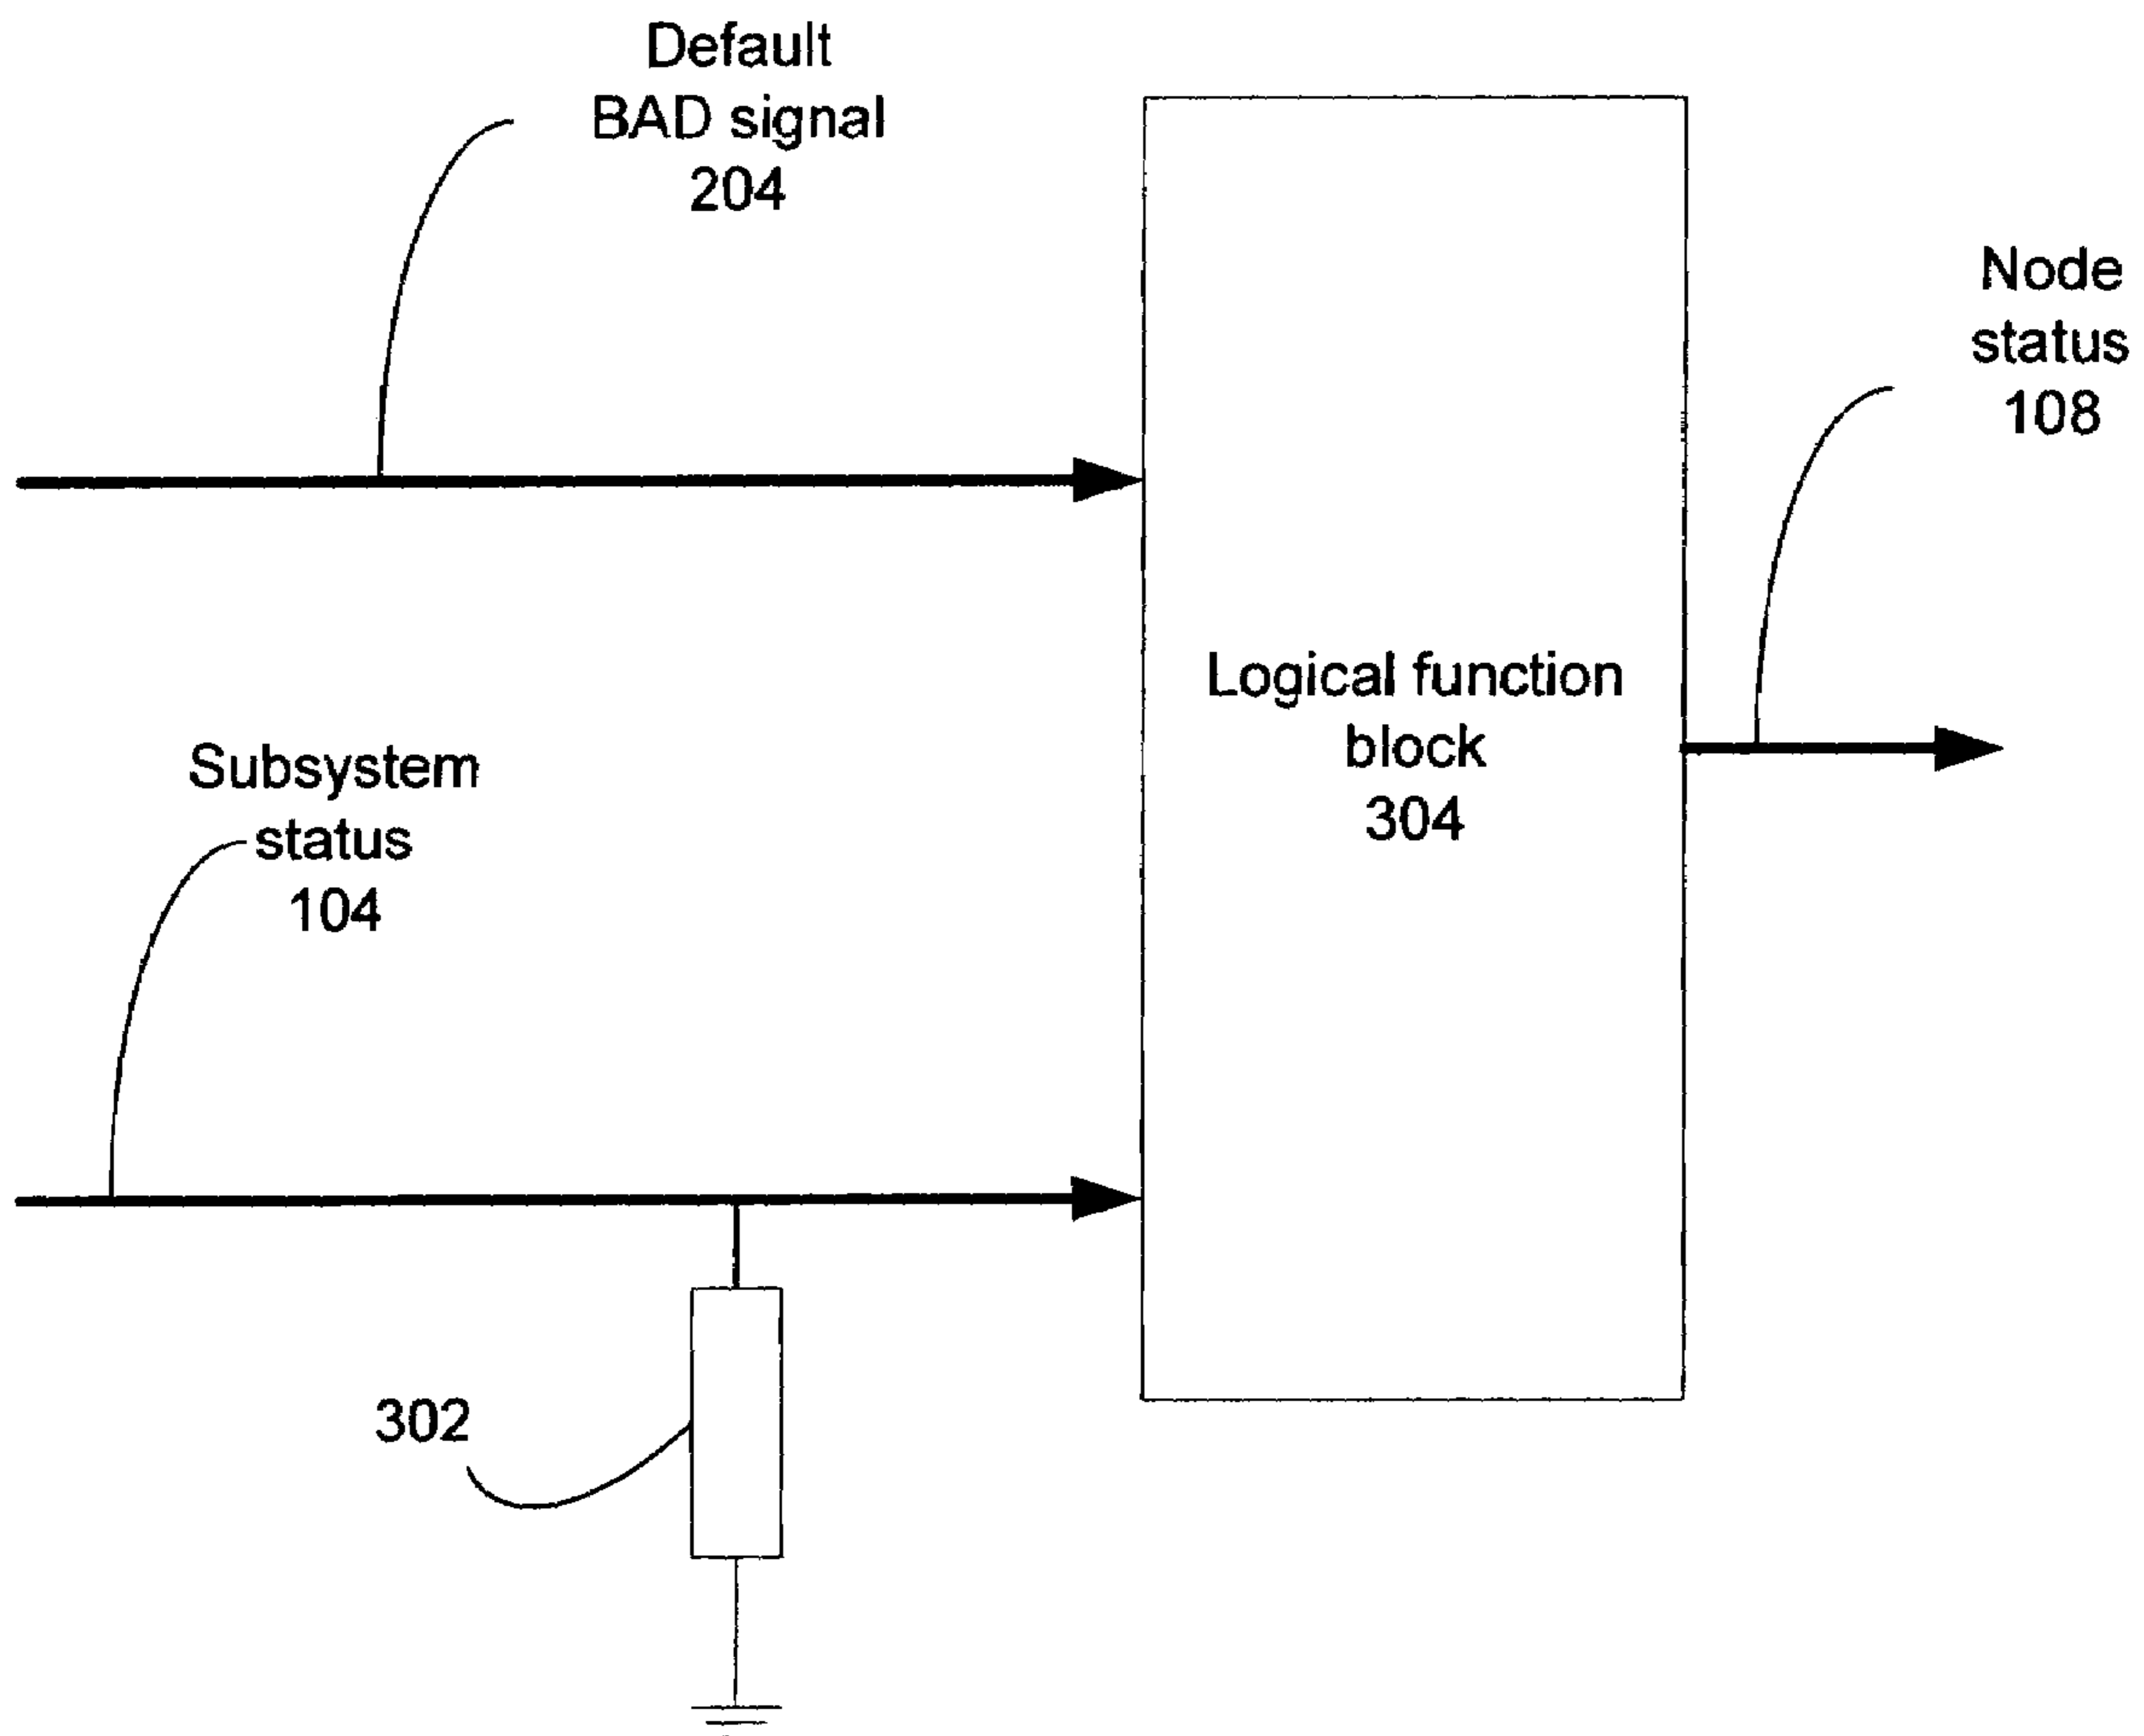 Default
BAD signal
204
Node
status
108
Logical function
block
304
Subsystem
status
104
302